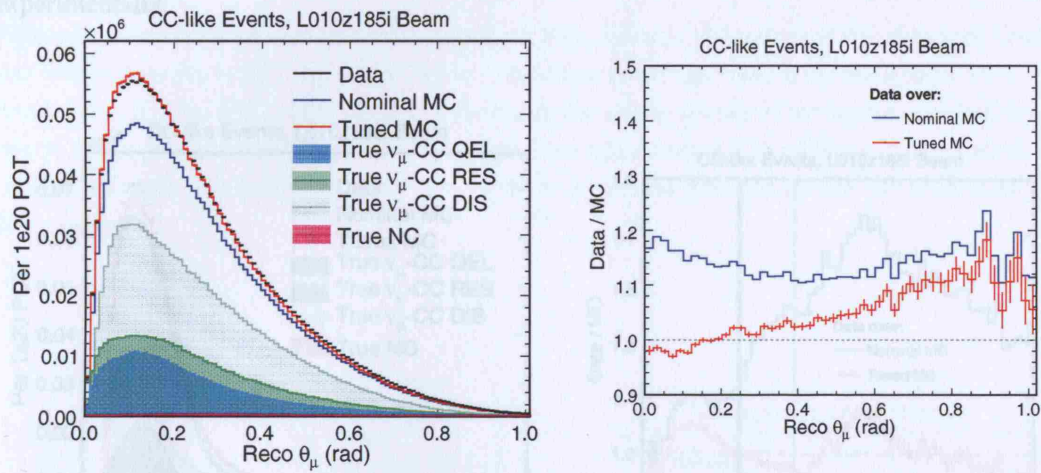 CC-like Events, L010z185i Beam
×10⁶
Per 1e20 POT
0.06
0.05
0.04
0.03
0.02
0.01
0.00
Data
Nominal MC
Tuned MC
True νμ-CC QEL
True νμ-CC RES
True νμ-CC DIS
True NC
0.0 0.2 0.4 0.6 0.8 1.0
Reco θμ (rad)
CC-like Events, L010z185i Beam
Data / MC
1.5
1.4
1.3
1.2
1.1
1.0
0.9
Data over:
Nominal MC
Tuned MC
0.0 0.2 0.4 0.6 0.8 1.0
Reco θμ (rad)